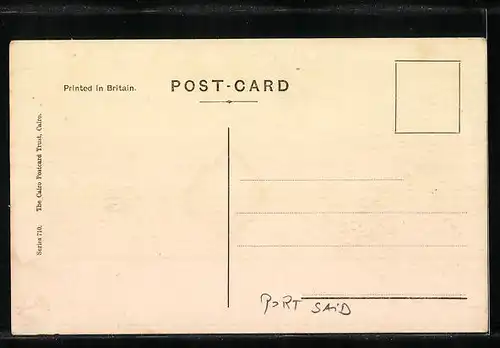 Printed in Britain.
POST-CARD
Series 710. The Cairo Postcard Trust, Cairo.
PORT SAID